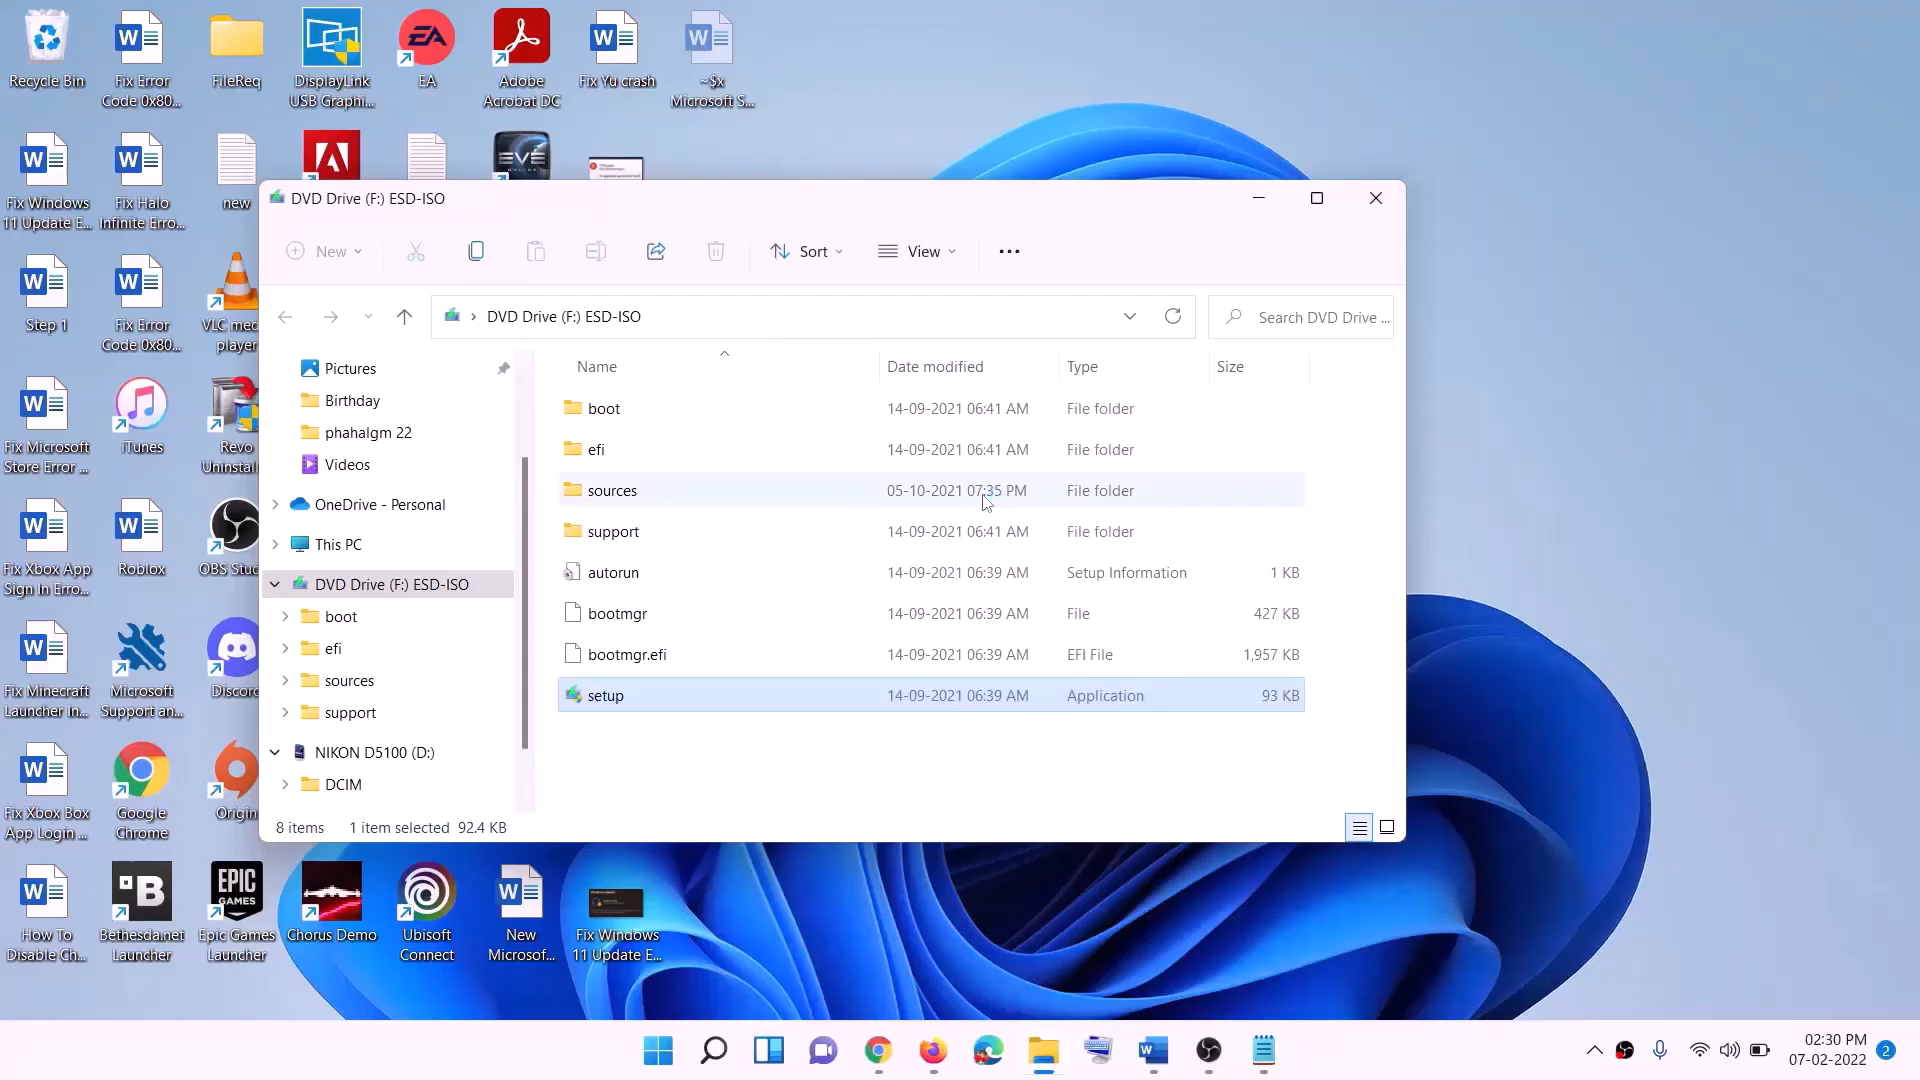 Recycle Bin
Fix Error
Code 0x80...
FileReq
DisplayLink
USB Graphi...
EA
Adobe
Acrobat DC
Fix Yu crash
~$x
Microsoft S...
Fix Windows
11 Update E...
Fix Halo
Infinite Erro...
new
EVE
ONLINE
Step 1
Fix Error
Code 0x80...
VLC med
player
Fix Microsoft
Store Error ...
iTunes
Revo
Uninstall
Fix Xbox App
Sign In Erro...
Roblox
OBS Stud
Fix Minecraft
Launcher In...
Microsoft
Support an...
Discord
Fix Xbox Box
App Login ...
Google
Chrome
Origin
How To
Disable Ch...
Bethesda.net
Launcher
EPIC
GAMES
Epic Games
Launcher
Chorus Demo
Ubisoft
Connect
New
Microsof...
Fix Windows
11 Update E...
DVD Drive (F:) ESD-ISO
New
Sort
View
DVD Drive (F:) ESD-ISO
Search DVD Drive ...
Pictures
Birthday
phahalgm 22
Videos
OneDrive - Personal
This PC
DVD Drive (F:) ESD-ISO
boot
efi
sources
support
NIKON D5100 (D:)
DCIM
Name Date modified Type Size
boot 14-09-2021 06:41 AM File folder
efi 14-09-2021 06:41 AM File folder
sources 05-10-2021 07:35 PM File folder
support 14-09-2021 06:41 AM File folder
autorun 14-09-2021 06:39 AM Setup Information 1 KB
bootmgr 14-09-2021 06:39 AM File 427 KB
bootmgr.efi 14-09-2021 06:39 AM EFI File 1,957 KB
setup 14-09-2021 06:39 AM Application 93 KB
8 items 1 item selected 92.4 KB
02:30 PM
07-02-2022
2